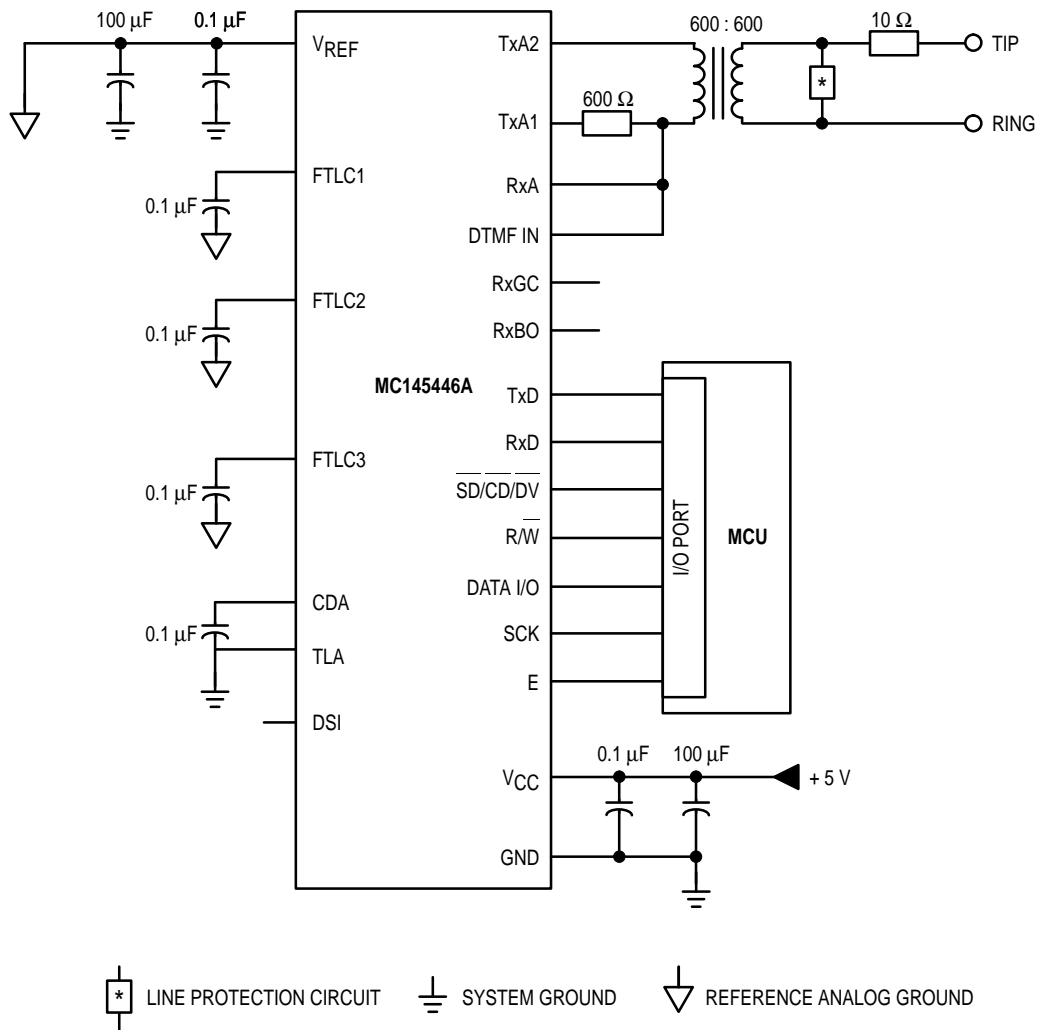 100 μF
0.1 μF
VREF
FTLC1
0.1 μF
FTLC2
0.1 μF
FTLC3
0.1 μF
CDA
0.1 μF
TLA
DSI
MC145446A
TxA2
600 : 600
10 Ω
TIP
*
600 Ω
TxA1
RING
RxA
DTMF IN
RxGC
RxBO
TxD
RxD
S̅D̅/C̅D̅/D̅V̅
R/W̅
DATA I/O
SCK
E
I/O PORT
MCU
VCC
0.1 μF
100 μF
+ 5 V
GND
* LINE PROTECTION CIRCUIT
SYSTEM GROUND
REFERENCE ANALOG GROUND